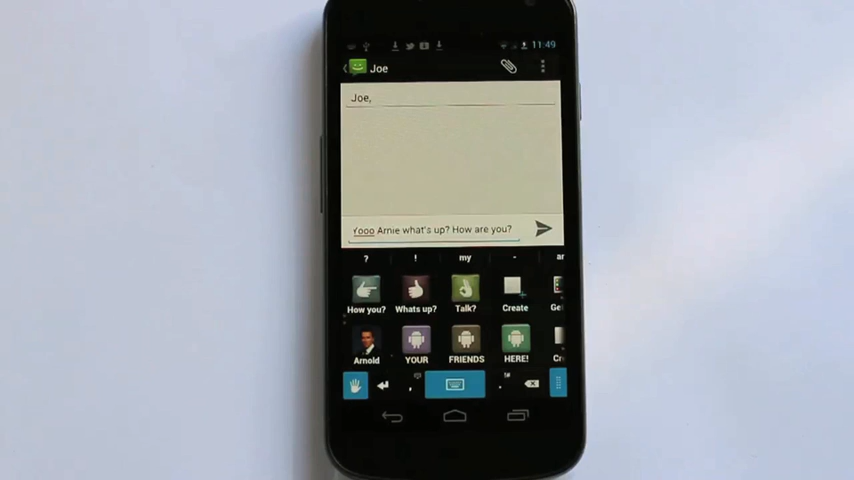 11:49
Joe
Joe,
Yooo Arnie what's up? How are you?
? ! my -
How you? Whats up? Talk? Create
Arnold YOUR FRIENDS HERE!
, .